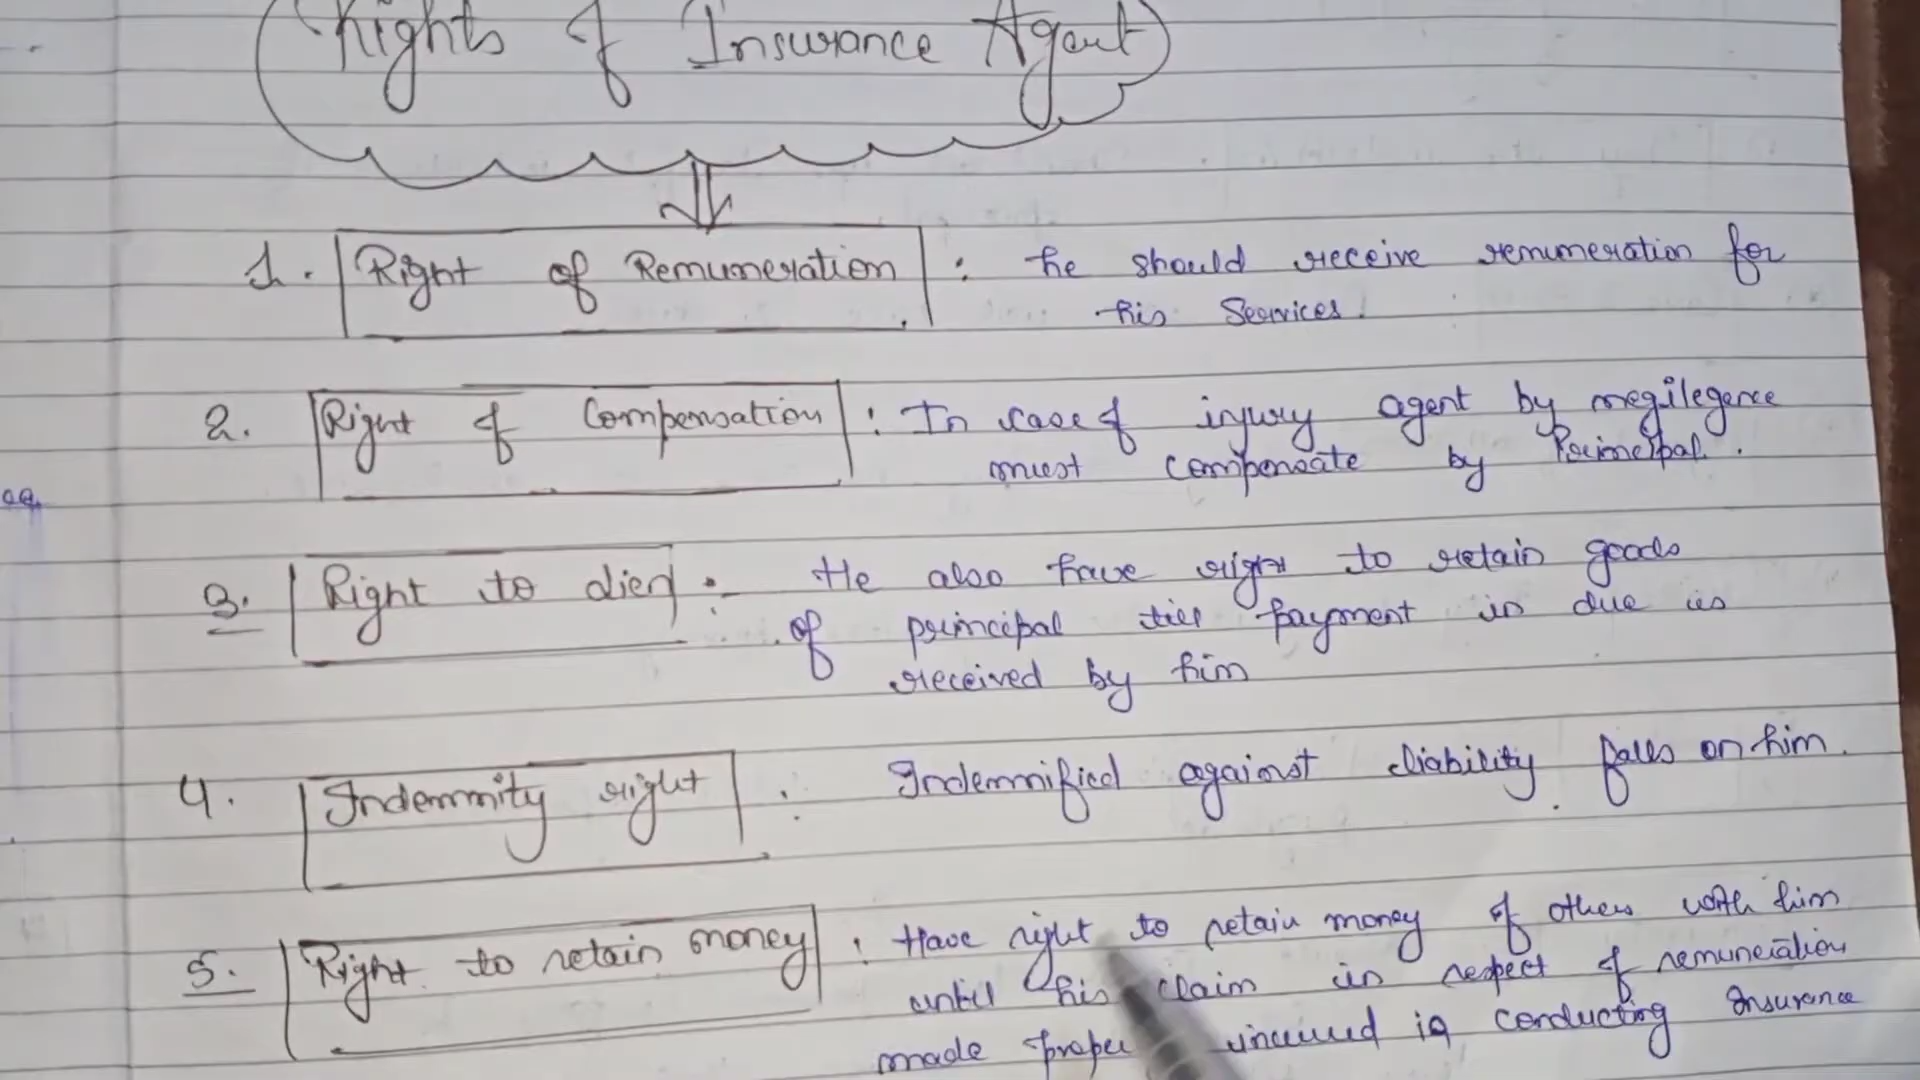 Rights of Insurance Agent
1. Right of Remuneration : he should receive remuneration for
his Services.
2. Right of Compensation : In case of injury agent by negilegence
must compensate by Principal.
3. Right to lien :- He also have right to retain goods
of principal till payment in due is
received by him
4. Indemnity right : Indemnified against liability falls on him.
5. Right to retain money : Have right to retain money of others with him
until his claim in respect of remuneration
made in conducting Insurance